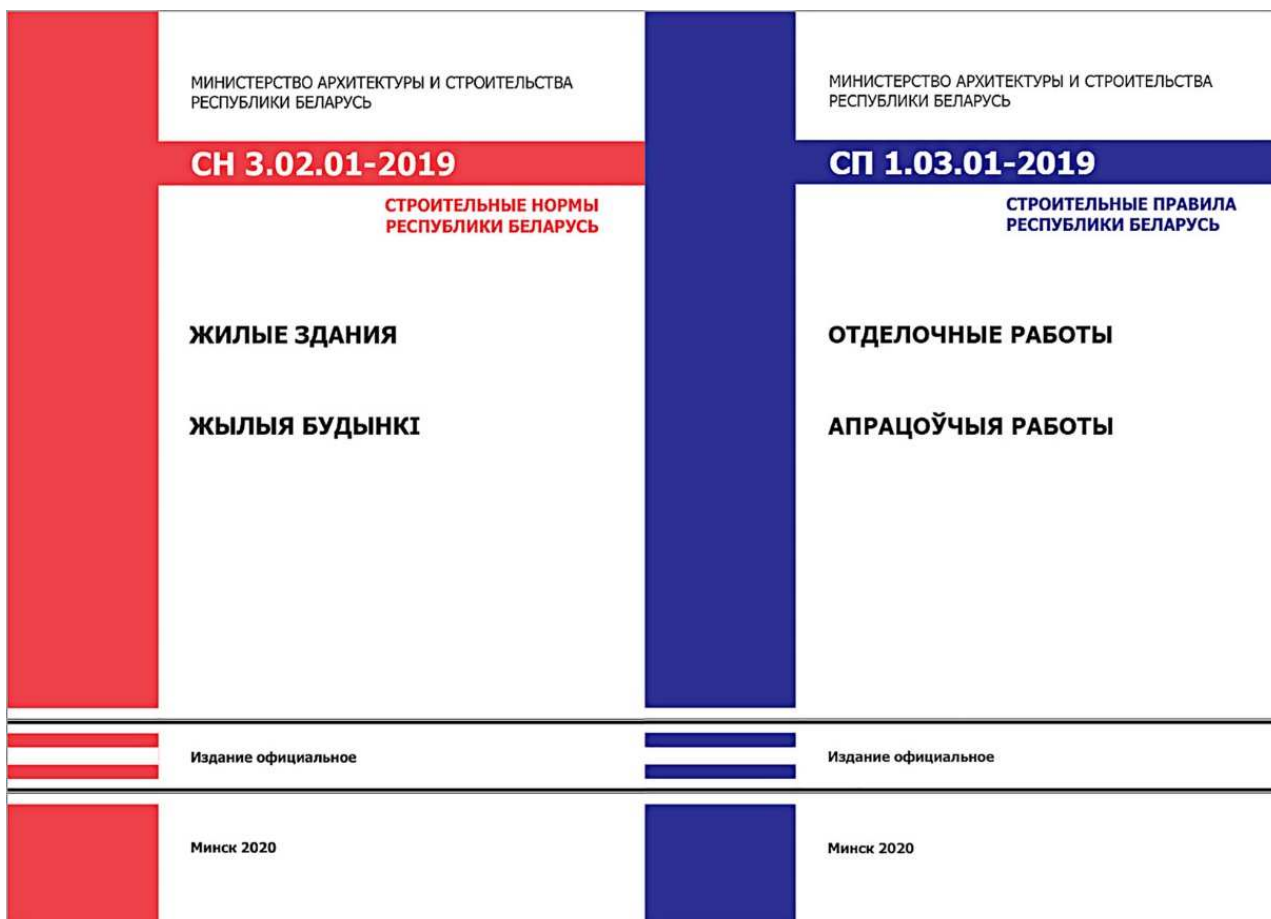 МИНИСТЕРСТВО АРХИТЕКТУРЫ И СТРОИТЕЛЬСТВА
РЕСПУБЛИКИ БЕЛАРУСЬ
СН 3.02.01-2019
СТРОИТЕЛЬНЫЕ НОРМЫ
РЕСПУБЛИКИ БЕЛАРУСЬ
ЖИЛЫЕ ЗДАНИЯ
ЖЫЛЫЯ БУДЫНКІ
Издание официальное
Минск 2020
МИНИСТЕРСТВО АРХИТЕКТУРЫ И СТРОИТЕЛЬСТВА
РЕСПУБЛИКИ БЕЛАРУСЬ
СП 1.03.01-2019
СТРОИТЕЛЬНЫЕ ПРАВИЛА
РЕСПУБЛИКИ БЕЛАРУСЬ
ОТДЕЛОЧНЫЕ РАБОТЫ
АПРАЦОЎЧЫЯ РАБОТЫ
Издание официальное
Минск 2020